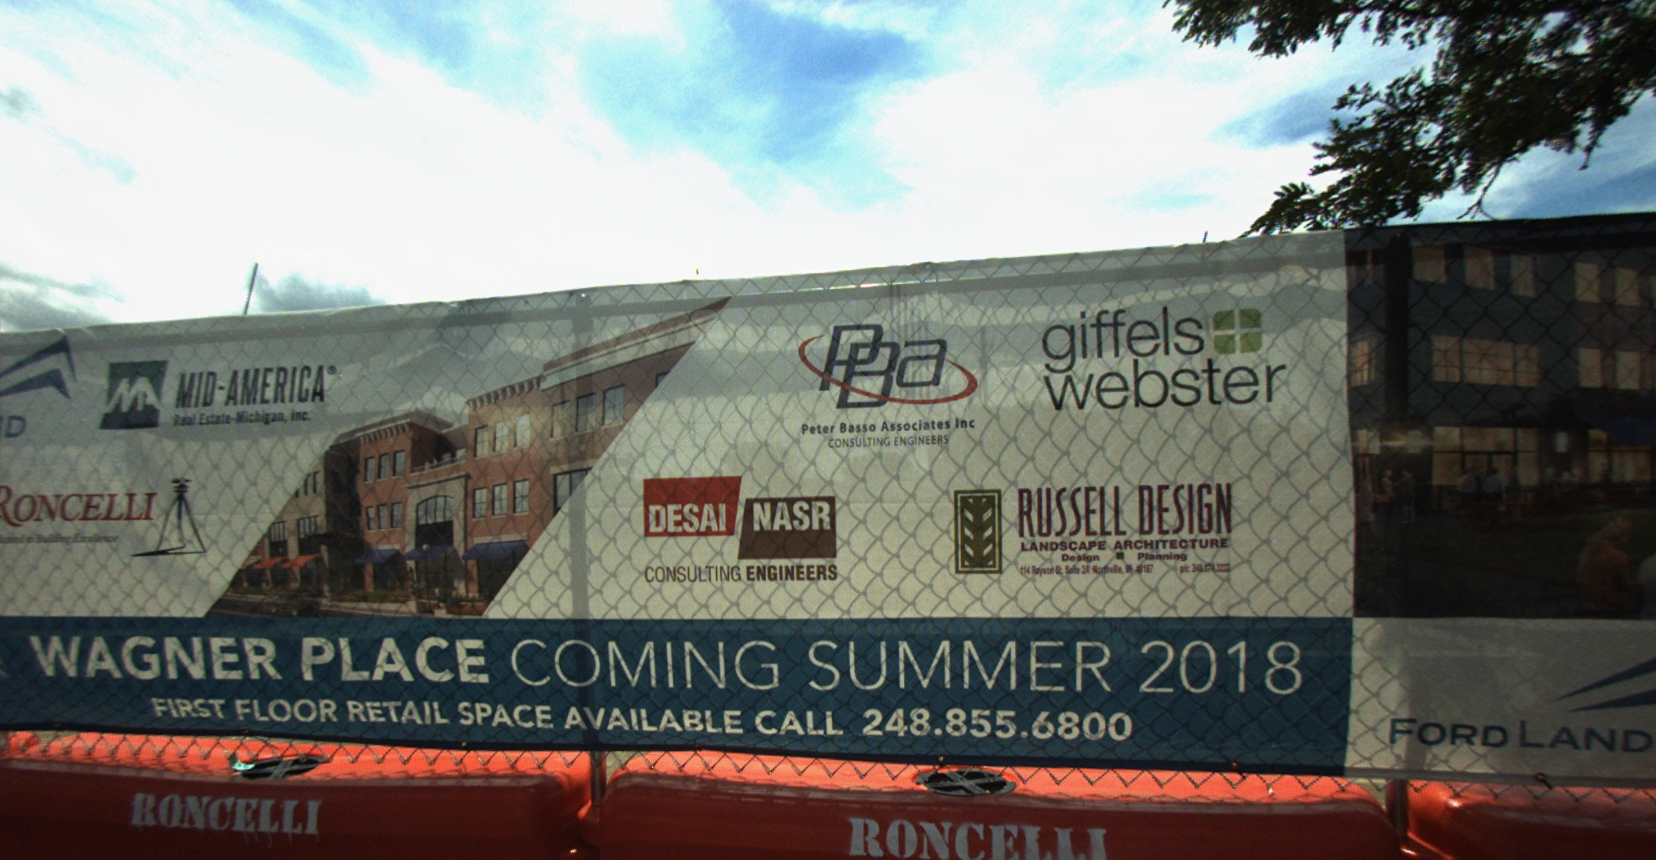 MID-AMERICA®
Real Estate-Michigan, Inc.
RONCELLI
PBa
Peter Basso Associates Inc
CONSULTING ENGINEERS
giffels
webster
DESAI NASR
CONSULTING ENGINEERS
RUSSELL DESIGN
LANDSCAPE ARCHITECTURE
Design Planning
WAGNER PLACE COMING SUMMER 2018
FIRST FLOOR RETAIL SPACE AVAILABLE CALL 248.855.6800
FORD LAND
RONCELLI
RONCELLI